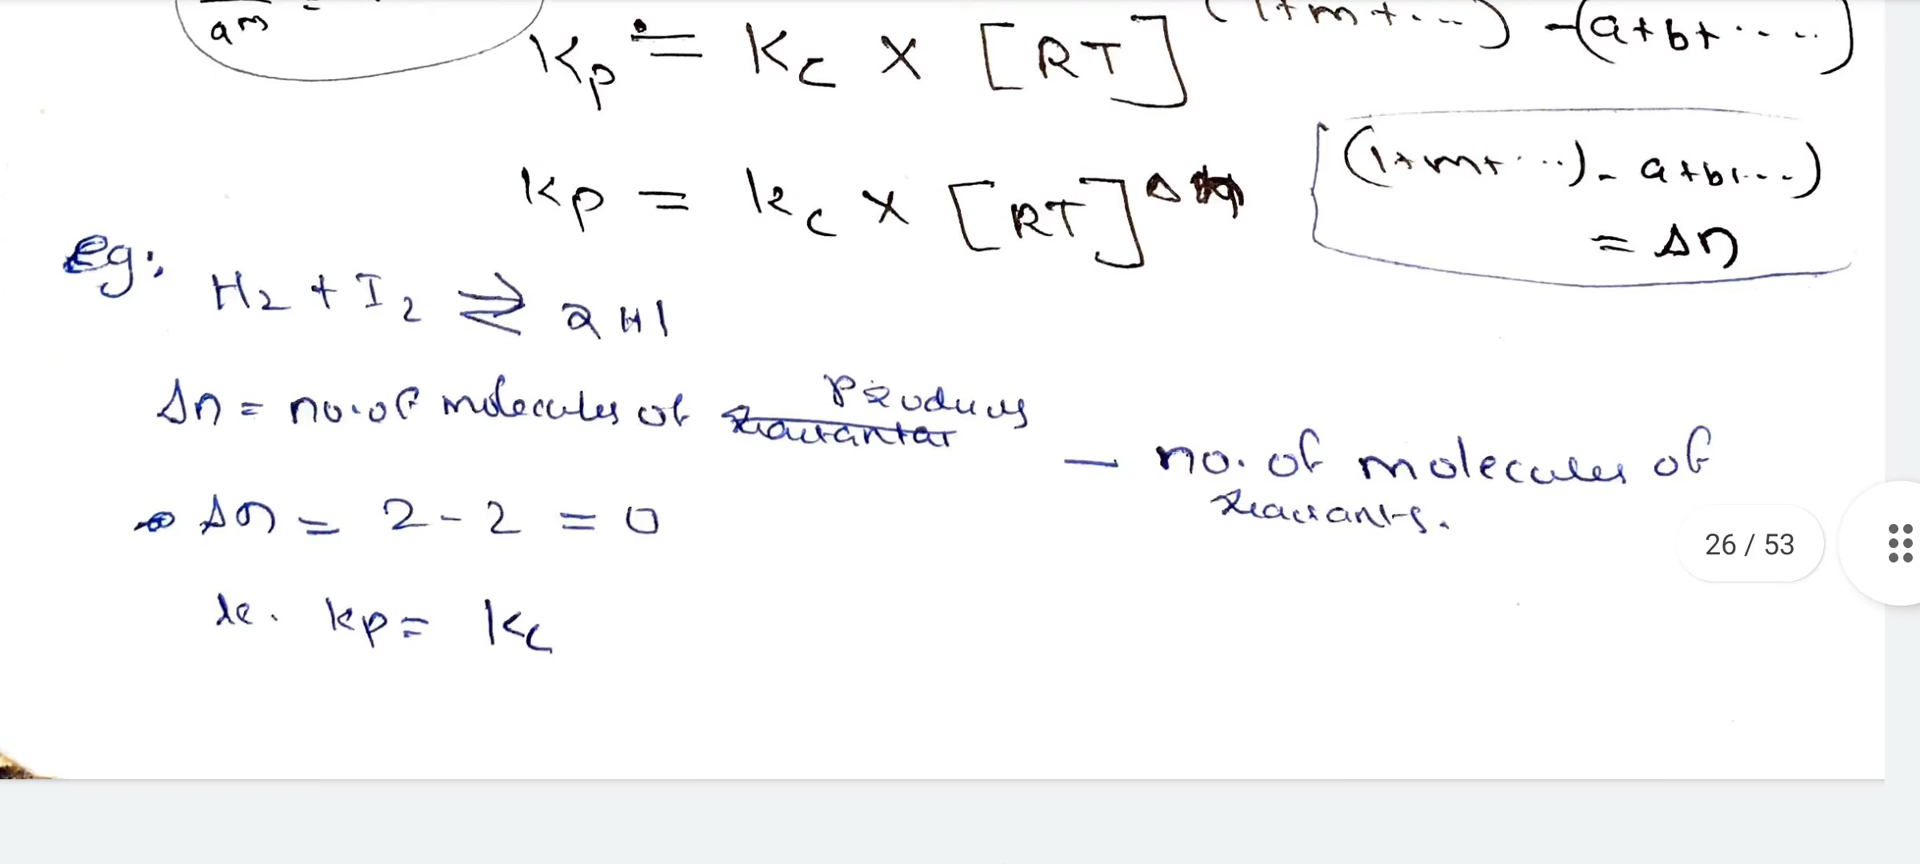 am =
Kp = Kc × [RT] (l+m+...) -(a+b+....)
Kp = Kc × [RT]^Δn
[(l+m+....) - a+b+...)
= Δn
eg:
H2 + I2 ⇌ 2HI
Δn = no. of molecules of Products
— no. of molecules of
reactants.
Δn = 2 - 2 = 0
ie. Kp = Kc
26 / 53